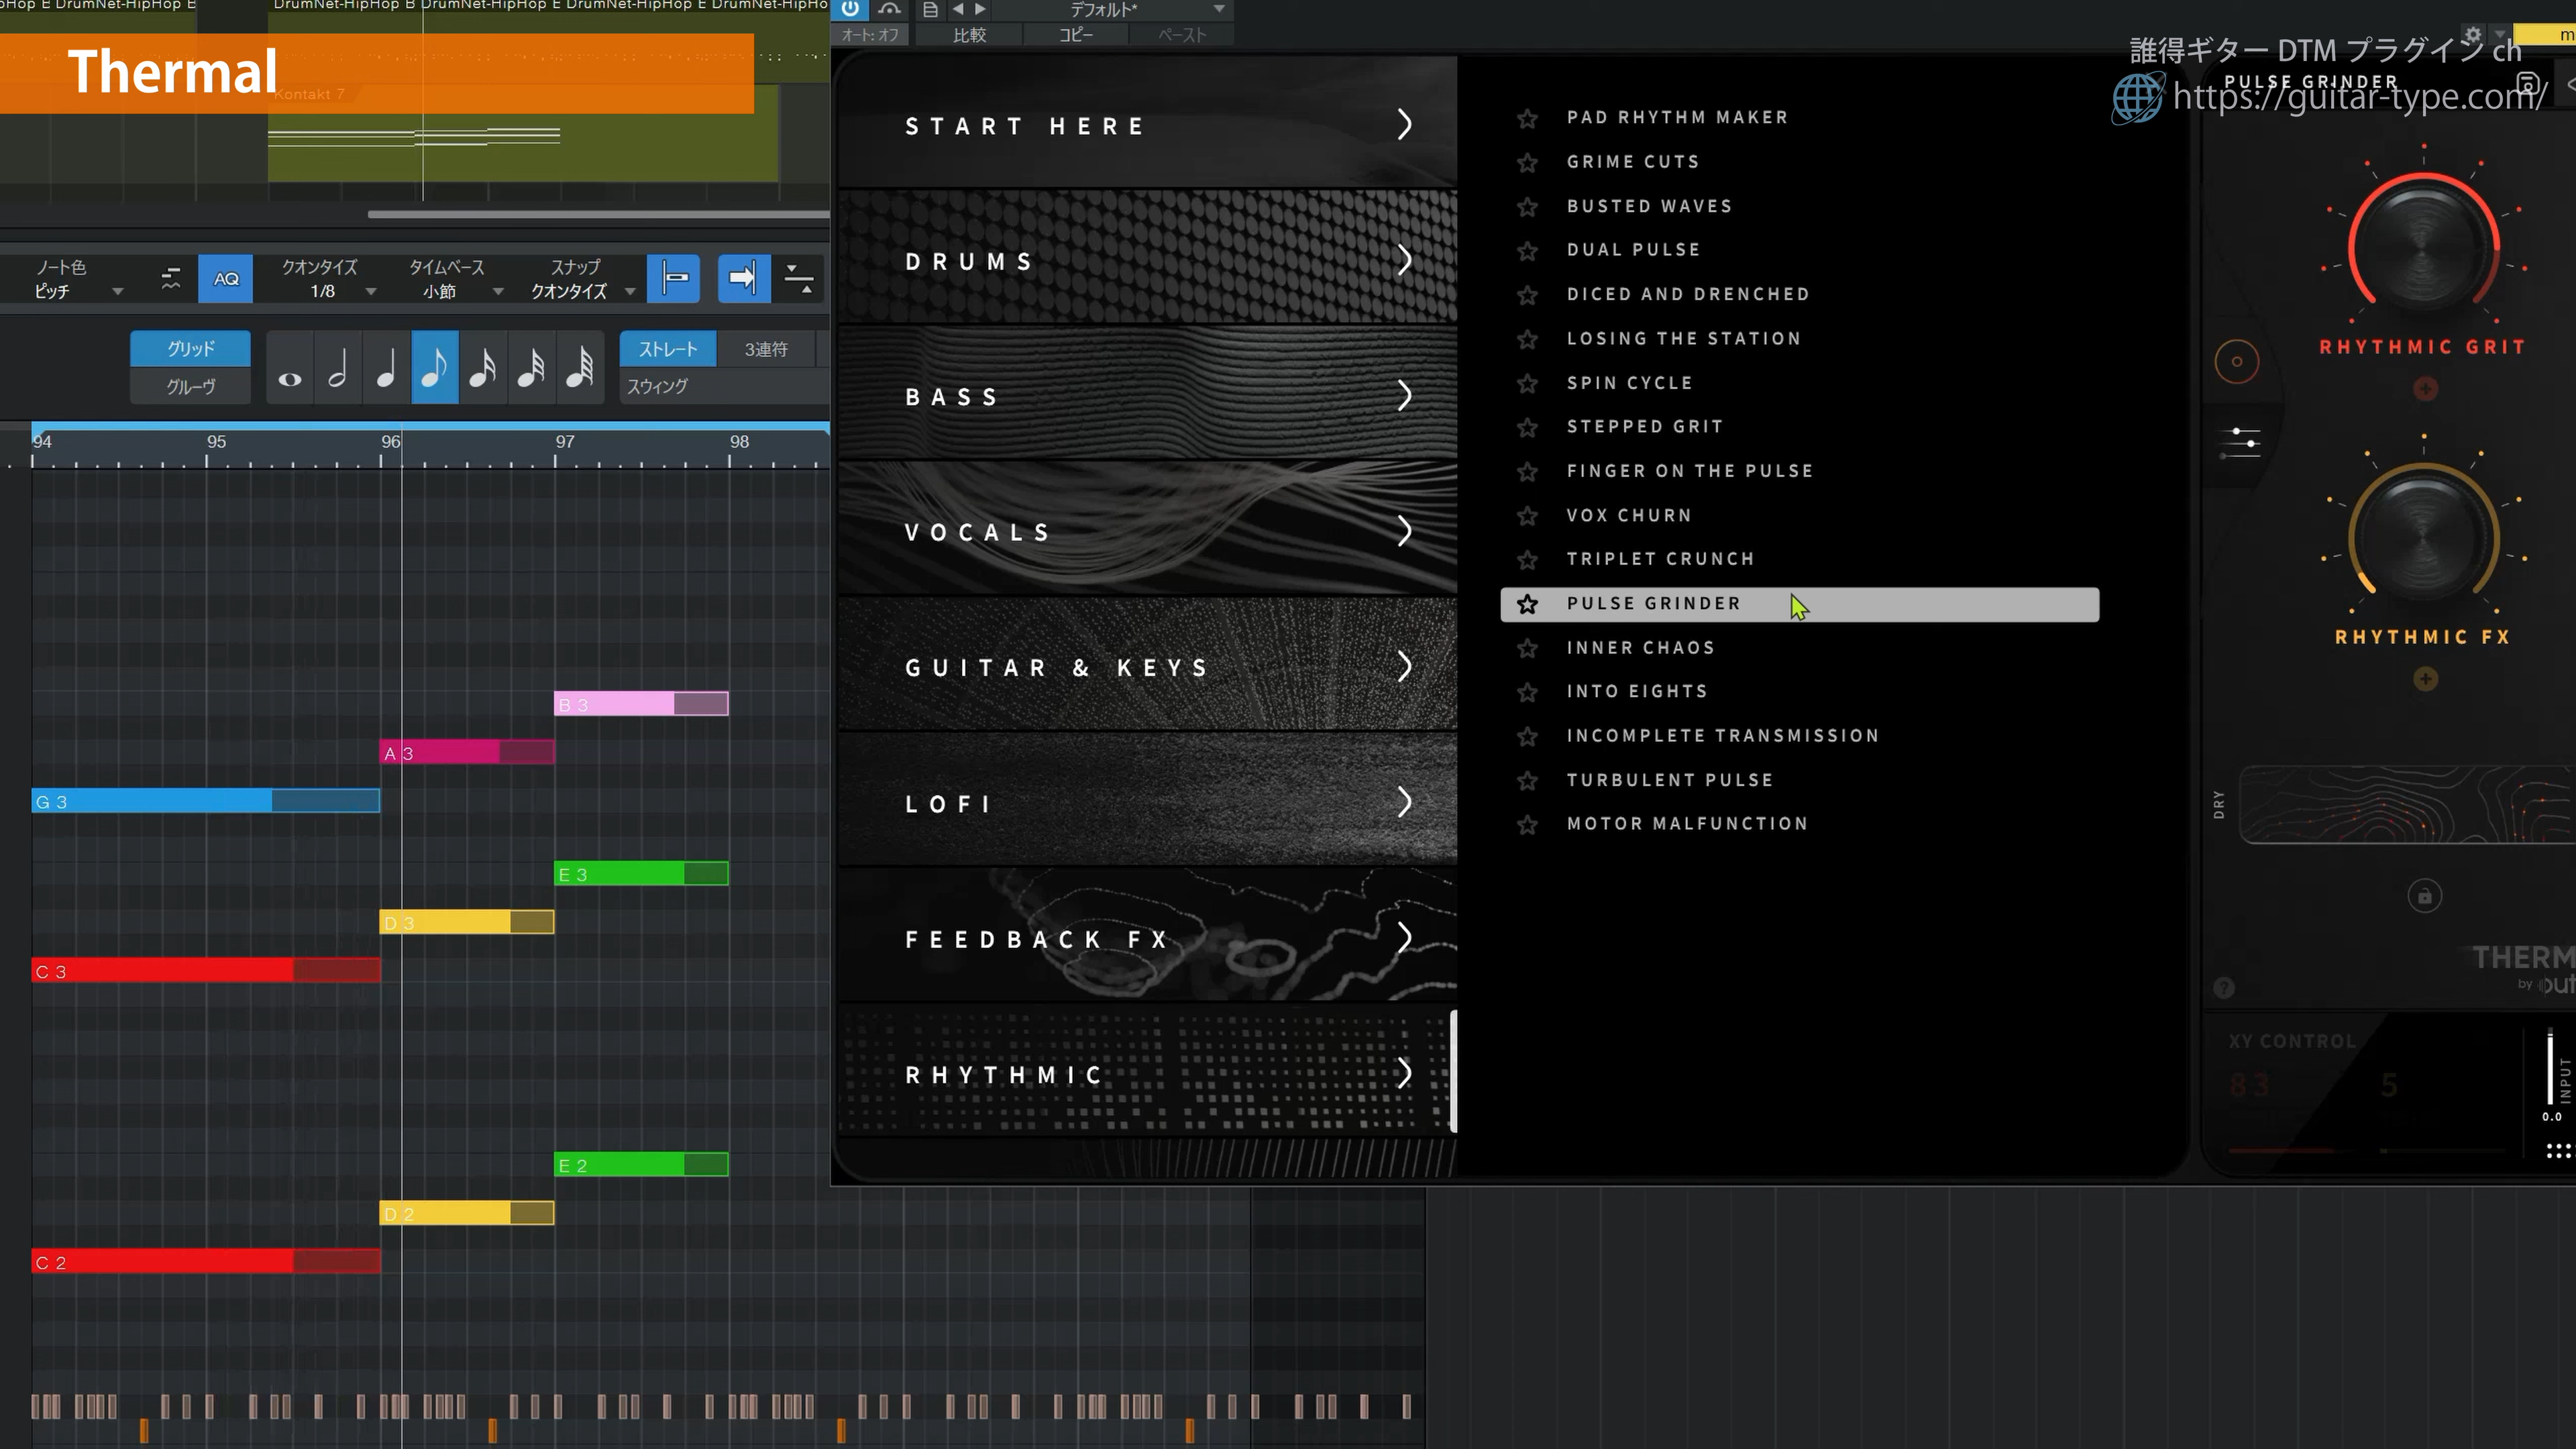 DrumNet-HipHop B DrumNet-HipHop E DrumNet-HipHop E DrumNet-HipHo
Thermal
Kontakt 7
デフォルト*
オート: オフ
比較
コピー
ペースト
誰得ギター DTM プラグイン ch
https://guitar-type.com/
PULSE GRINDER
ノート色
ピッチ
AQ
クオンタイズ
1/8
タイムベース
小節
スナップ
クオンタイズ
グリッド
グルーヴ
ストレート
3連符
スウィング
94
95
96
97
98
B 3
A 3
G 3
E 3
D 3
C 3
E 2
D 2
C 2
START HERE
DRUMS
BASS
VOCALS
GUITAR & KEYS
LOFI
FEEDBACK FX
RHYTHMIC
PAD RHYTHM MAKER
GRIME CUTS
BUSTED WAVES
DUAL PULSE
DICED AND DRENCHED
LOSING THE STATION
SPIN CYCLE
STEPPED GRIT
FINGER ON THE PULSE
VOX CHURN
TRIPLET CRUNCH
PULSE GRINDER
INNER CHAOS
INTO EIGHTS
INCOMPLETE TRANSMISSION
TURBULENT PULSE
MOTOR MALFUNCTION
RHYTHMIC GRIT
RHYTHMIC FX
DRY
THERM
by out
XY CONTROL
83
5
INPUT
0.0